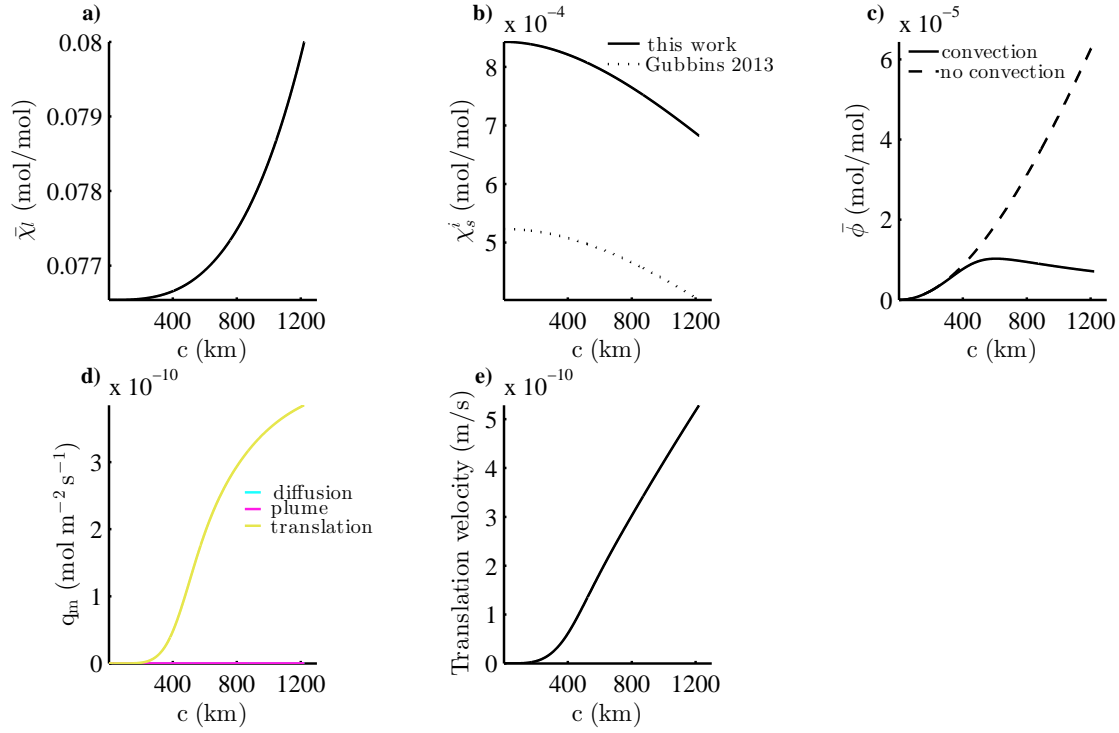 a)
χ̄_l (mol/mol)
0.08
0.079
0.078
0.077
400 800 1200
c (km)
b)
x 10⁻⁴
χ_s^i (mol/mol)
8
7
6
5
this work
Gubbins 2013
400 800 1200
c (km)
c)
x 10⁻⁵
ϕ̄ (mol/mol)
6
4
2
0
convection
no convection
400 800 1200
c (km)
d)
x 10⁻¹⁰
q_m (mol m⁻² s⁻¹)
3
2
1
0
diffusion
plume
translation
400 800 1200
c (km)
e)
x 10⁻¹⁰
Translation velocity (m/s)
5
4
3
2
1
0
400 800 1200
c (km)